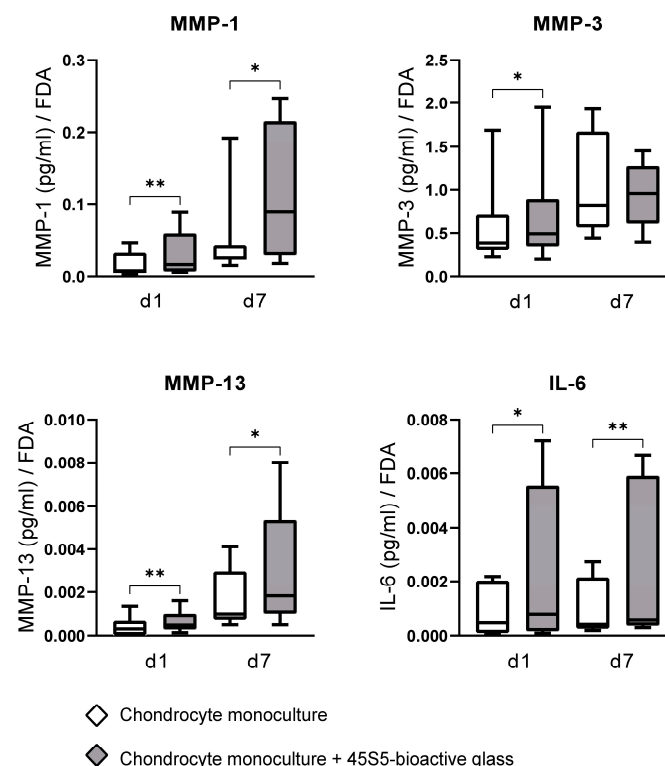 MMP-1
MMP-1 (pg/ml) / FDA
0.3
0.2
0.1
0.0
**
*
d1
d7
MMP-3
MMP-3 (pg/ml) / FDA
2.5
2.0
1.5
1.0
0.5
0.0
*
d1
d7
MMP-13
MMP-13 (pg/ml) / FDA
0.010
0.008
0.006
0.004
0.002
0.000
**
*
d1
d7
IL-6
IL-6 (pg/ml) / FDA
0.008
0.006
0.004
0.002
0.000
*
**
d1
d7
Chondrocyte monoculture
Chondrocyte monoculture + 45S5-bioactive glass